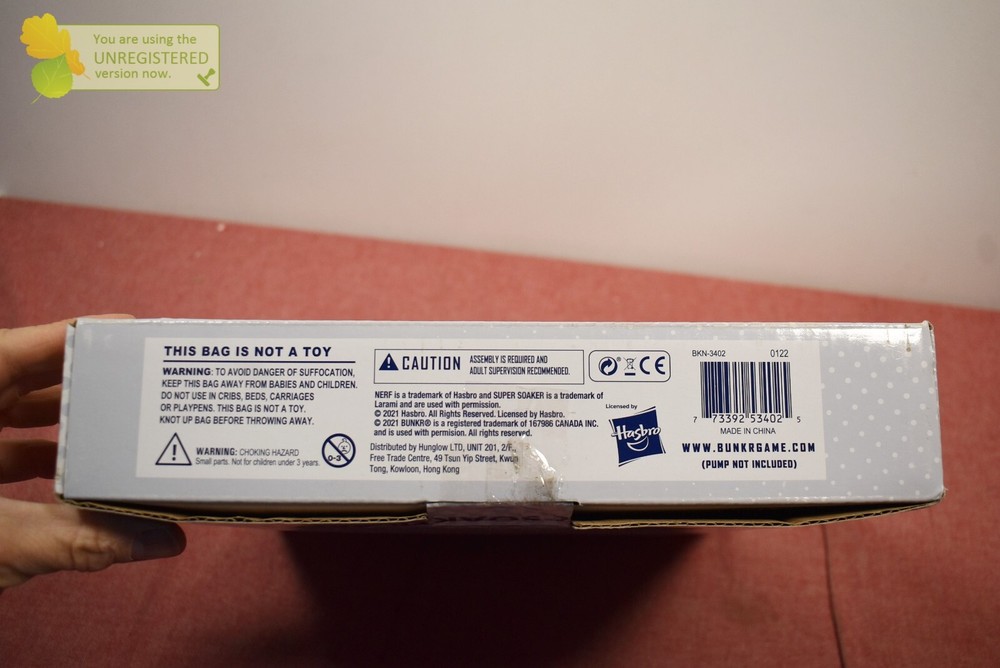 You are using the
UNREGISTERED
version now.
THIS BAG IS NOT A TOY
WARNING: TO AVOID DANGER OF SUFFOCATION,
KEEP THIS BAG AWAY FROM BABIES AND CHILDREN.
DO NOT USE IN CRIBS, BEDS, CARRIAGES
OR PLAYPENS. THIS BAG IS NOT A TOY.
KNOT UP BAG BEFORE THROWING AWAY.
WARNING: CHOKING HAZARD
Small parts. Not for children under 3 years.
0-3
CAUTION
ASSEMBLY IS REQUIRED AND
ADULT SUPERVISION RECOMMENDED.
CE
NERF is a trademark of Hasbro and SUPER SOAKER is a trademark of
Larami and are used with permission.
© 2021 Hasbro. All Rights Reserved. Licensed by Hasbro.
© 2021 BUNKR® is a registered trademark of 167986 CANADA INC.
and is used with permision. All rights reserved.
Distributed by Hunglow LTD, UNIT 201, 2/F.,
Free Trade Centre, 49 Tsun Yip Street, Kwun
Tong, Kowloon, Hong Kong
Licensed by
Hasbro
BKN-3402 0122
7 73392 53402 5
MADE IN CHINA
WWW.BUNKRGAME.COM
(PUMP NOT INCLUDED)